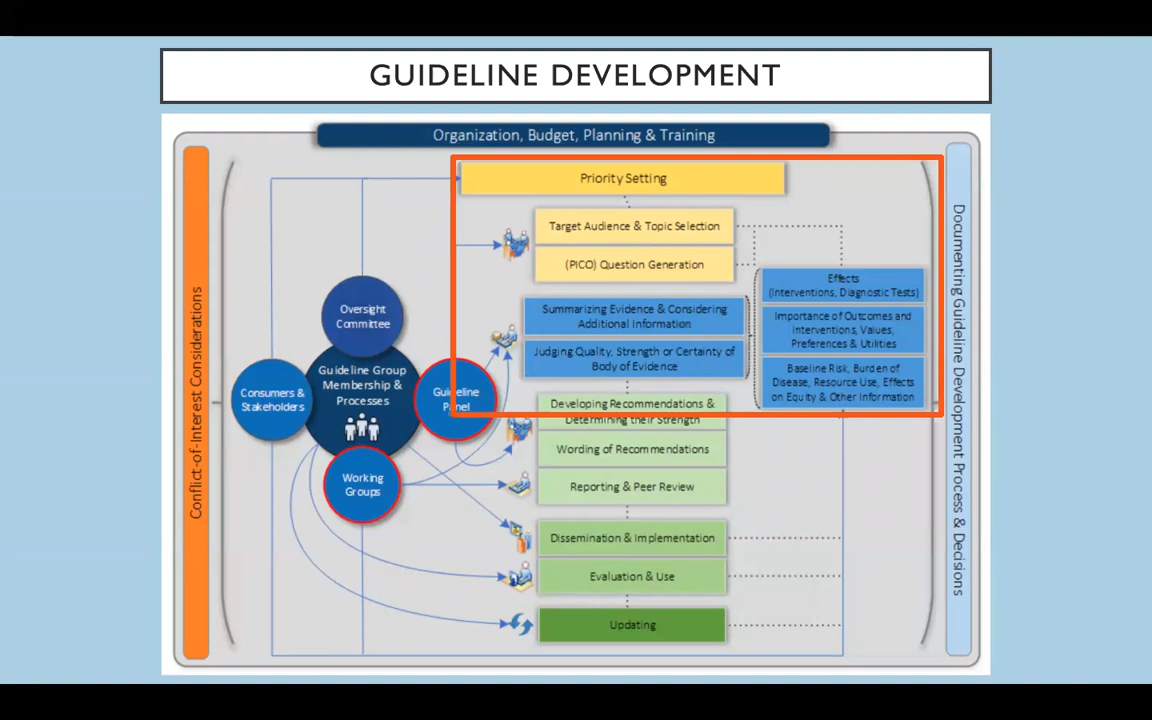 GUIDELINE DEVELOPMENT
Organization, Budget, Planning & Training
Conflict-of-Interest Considerations
Priority Setting
Target Audience & Topic Selection
(PICO) Question Generation
Effects
(Interventions, Diagnostic Tests)
Summarizing Evidence & Considering
Additional Information
Importance of Outcomes and
Interventions, Values,
Preferences & Utilities
Judging Quality, Strength or Certainty of
Body of Evidence
Baseline Risk, Burden of
Disease, Resource Use, Effects
on Equity & Other Information
Oversight
Committee
Guideline Group
Membership &
Processes
Consumers &
Stakeholders
Guideline
Panel
Working
Groups
Developing Recommendations &
Determining their Strength
Wording of Recommendations
Reporting & Peer Review
Dissemination & Implementation
Evaluation & Use
Updating
Documenting Guideline Development Process & Decisions